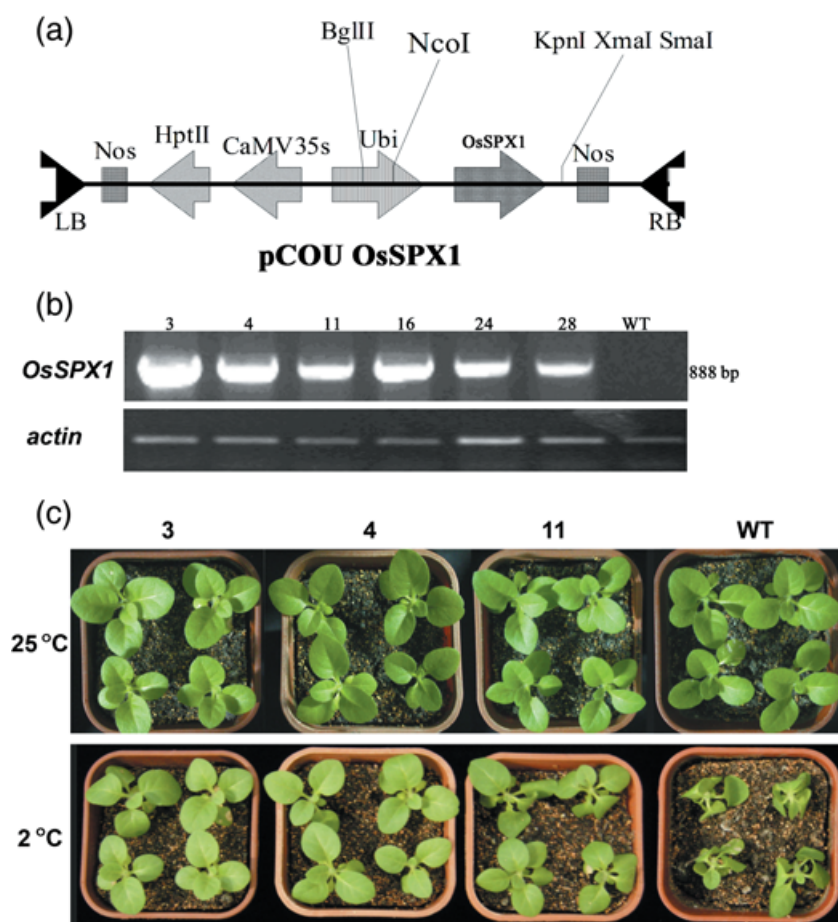 (a)
BglII
NcoI
KpnI XmaI SmaI
Nos
HptII
CaMV35s
Ubi
OsSPX1
Nos
LB
RB
pCOU OsSPX1
(b)
3 4 11 16 24 28 WT
OsSPX1
888 bp
actin
(c)
3 4 11 WT
25 °C
2 °C